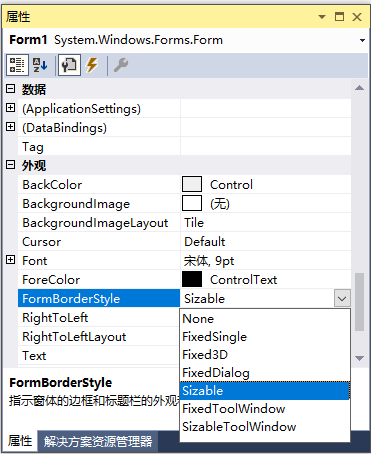 属性
Form1 System.Windows.Forms.Form
数据
(ApplicationSettings)
(DataBindings)
Tag
外观
BackColor Control
BackgroundImage (无)
BackgroundImageLayout Tile
Cursor Default
Font 宋体, 9pt
ForeColor ControlText
FormBorderStyle Sizable
RightToLeft
RightToLeftLayout
Text
None
FixedSingle
Fixed3D
FixedDialog
Sizable
FixedToolWindow
SizableToolWindow
FormBorderStyle
指示窗体的边框和标题栏的外观
属性 解决方案资源管理器